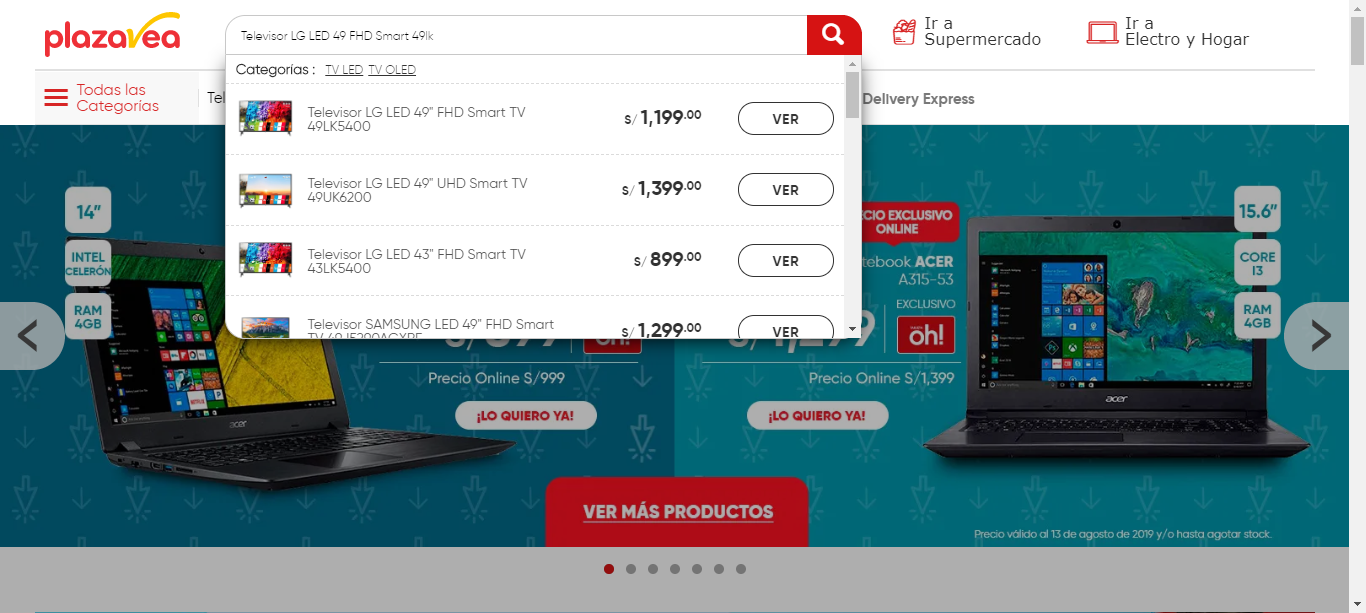 plazavea
Televisor LG LED 49 FHD Smart 49lk
Ir a
Supermercado
Ir a
Electro y Hogar
Todas las
Categorías
Tel
Categorías : TV LED TV OLED
Delivery Express
Televisor LG LED 49" FHD Smart TV
49LK5400
S/ 1,199.00
VER
Televisor LG LED 49" UHD Smart TV
49UK6200
S/ 1,399.00
VER
Televisor LG LED 43" FHD Smart TV
43LK5400
S/ 899.00
VER
Televisor SAMSUNG LED 49" FHD Smart
S/ 1,299.00
VER
14"
INTEL
CELERÓN
RAM
4GB
oh!
Precio Online S/999
¡LO QUIERO YA!
CIO EXCLUSIVO
ONLINE
tebook ACER
A315-53
EXCLUSIVO
oh!
Precio Online S/1,399
¡LO QUIERO YA!
15.6"
CORE
I3
RAM
4GB
acer
acer
VER MÁS PRODUCTOS
Precio válido al 13 de agosto de 2019 y/o hasta agotar stock.